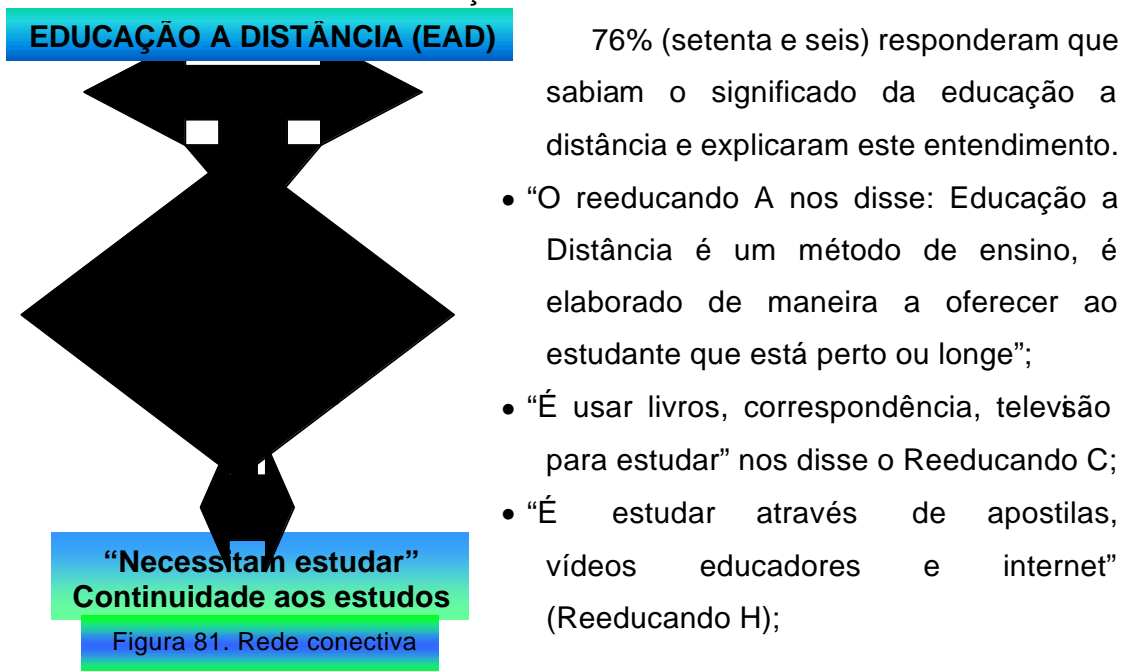 EDUCAÇÃO A DISTÂNCIA (EAD)
“Necessitam estudar”
Continuidade aos estudos
Figura 81. Rede conectiva
76% (setenta e seis) responderam que
sabiam o significado da educação a
distância e explicaram este entendimento.
• “O reeducando A nos disse: Educação a
Distância é um método de ensino, é
elaborado de maneira a oferecer ao
estudante que está perto ou longe”;
• “É usar livros, correspondência, televisão
para estudar” nos disse o Reeducando C;
• “É estudar através de apostilas,
vídeos educadores e internet”
(Reeducando H);